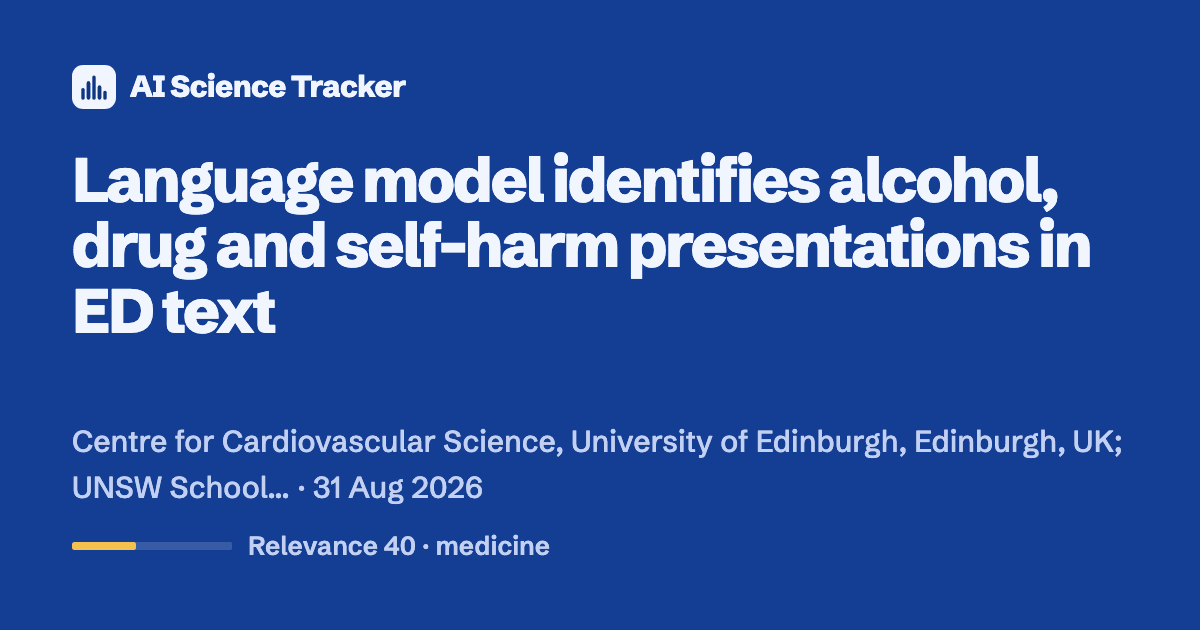 AI Science Tracker
Language model identifies alcohol,
drug and self-harm presentations in
ED text
Centre for Cardiovascular Science, University of Edinburgh, Edinburgh, UK;
UNSW School... · 31 Aug 2026
Relevance 40 · medicine